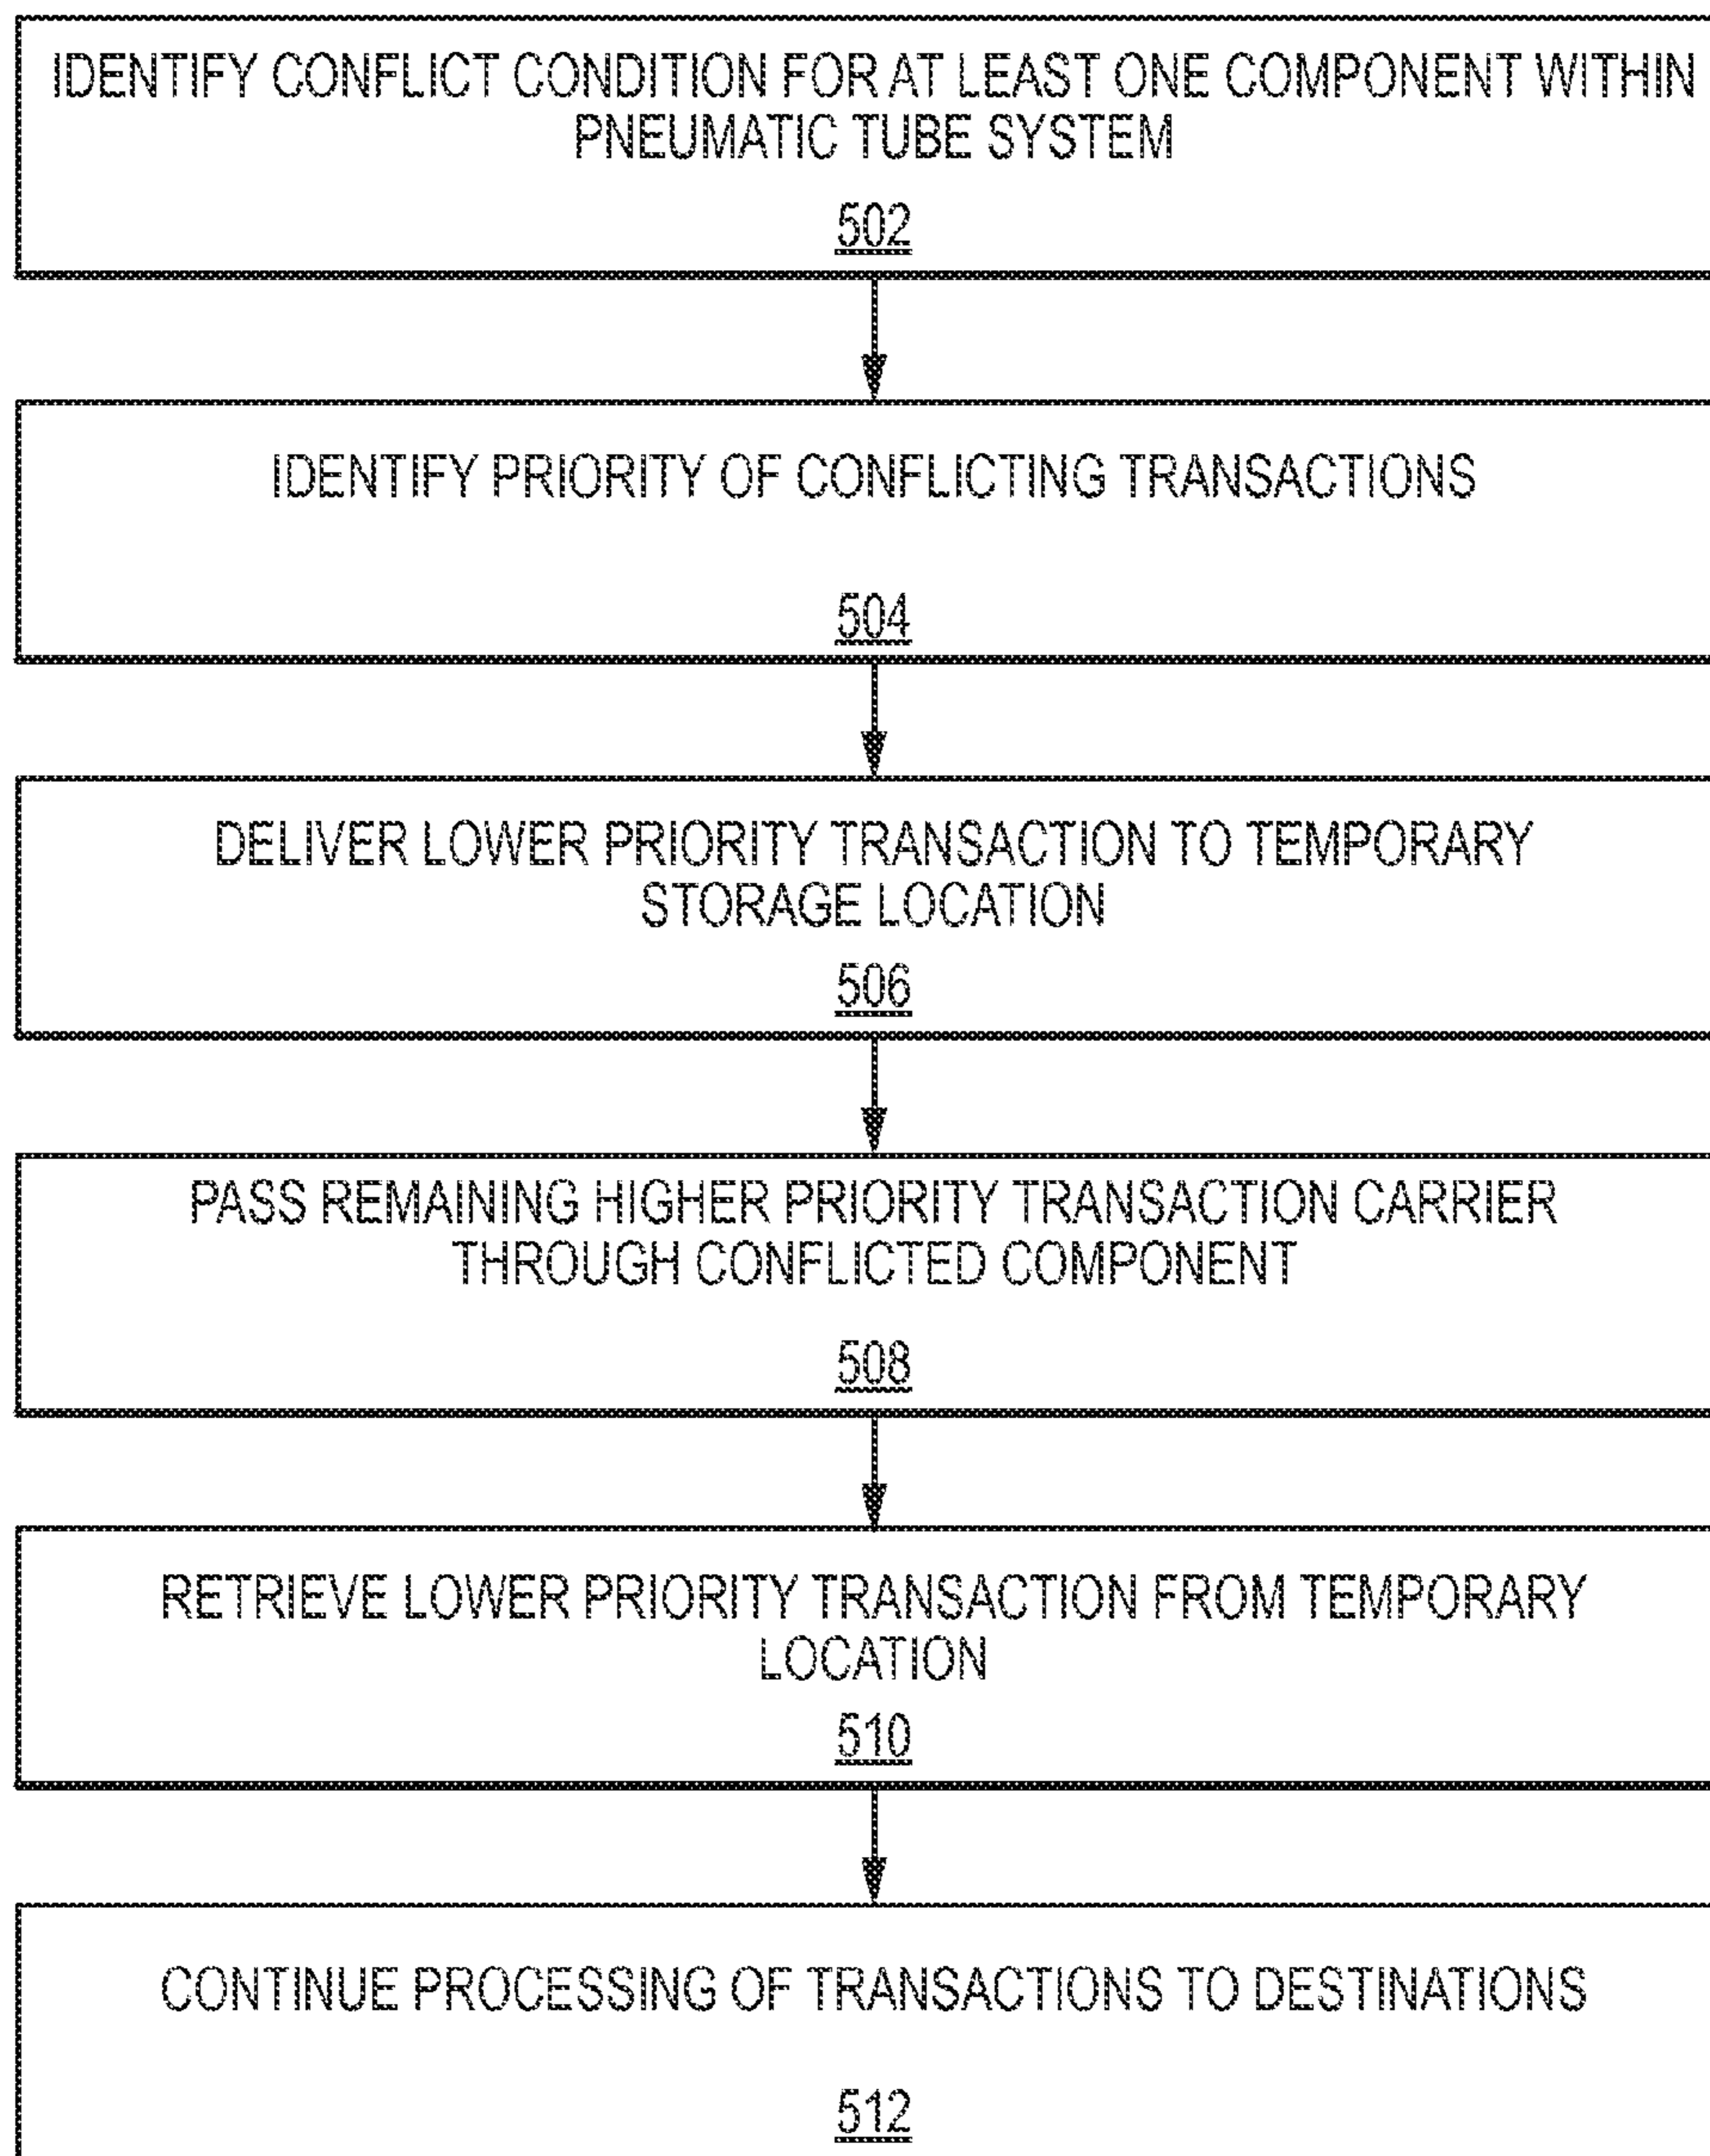 IDENTIFY CONFLICT CONDITION FOR AT LEAST ONE COMPONENT WITHIN
PNEUMATIC TUBE SYSTEM
502
IDENTIFY PRIORITY OF CONFLICTING TRANSACTIONS
504
DELIVER LOWER PRIORITY TRANSACTION TO TEMPORARY
STORAGE LOCATION
506
PASS REMAINING HIGHER PRIORITY TRANSACTION CARRIER
THROUGH CONFLICTED COMPONENT
508
RETRIEVE LOWER PRIORITY TRANSACTION FROM TEMPORARY
LOCATION
510
CONTINUE PROCESSING OF TRANSACTIONS TO DESTINATIONS
512